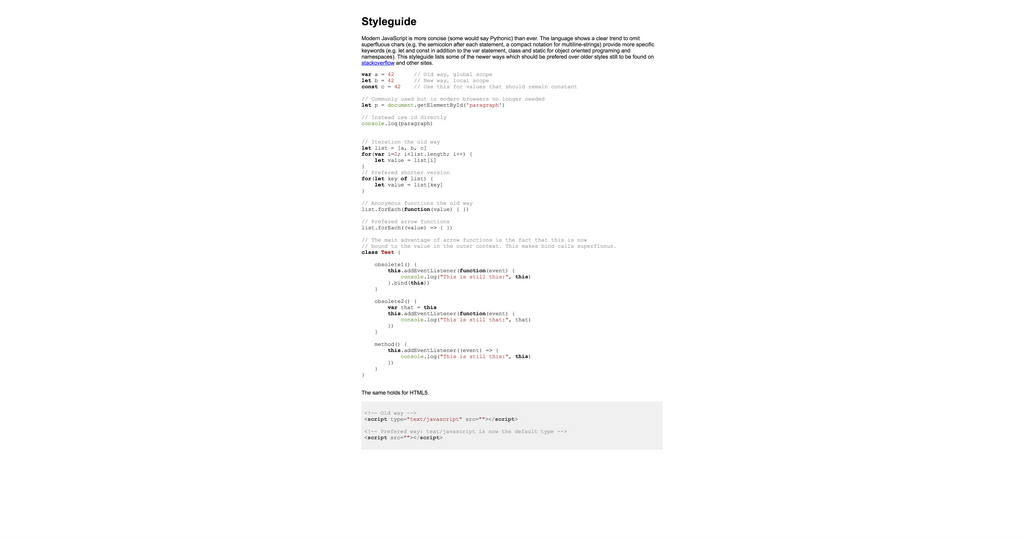 Styleguide
Modern JavaScript is more concise (some would say Pythonic) than ever. The language shows a clear trend to omit
superfluous chars (e.g. the semicolon after each statement, a compact notation for multiline-strings) provide more specific
keywords (e.g. let and const in addition to the var statement, class and static for object oriented programing and
namespaces). This styleguide lists some of the newer ways which should be prefered over older styles still to be found on
stackoverflow and other sites.
var a = 42      // Old way, global scope
let b = 42      // New way, local scope
const c = 42    // Use this for values that should remain constant
// Commonly used but in modern browsers no longer needed
let p = document.getElementById('paragraph')
// Instead use id directly
console.log(paragraph)
// Iteration the old way
let list = [a, b, c]
for(var i=0; i<list.length; i++) {
    let value = list[i]
}
// Prefered shorter version
for(let key of list) {
    let value = list[key]
}
// Anonymous functions the old way
list.forEach(function(value) { })
// Prefered arrow functions
list.forEach((value) => { })
// The main advantage of arrow functions is the fact that this is now
// bound to the value in the outer context. This makes bind calls superfluous.
class Test {
    obsolete1() {
        this.addEventListener(function(event) {
            console.log("This is still this:", this)
        }.bind(this))
    }
    obsolete2() {
        var that = this
        this.addEventListener(function(event) {
            console.log("This is still that:", that)
        })
    }
    method() {
        this.addEventListener((event) => {
            console.log("This is still this:", this)
        })
    }
}
The same holds for HTML5.
<!-- Old way -->
<script type="text/javascript" src=""></script>
<!-- Prefered way: text/javascript is now the default type -->
<script src=""></script>